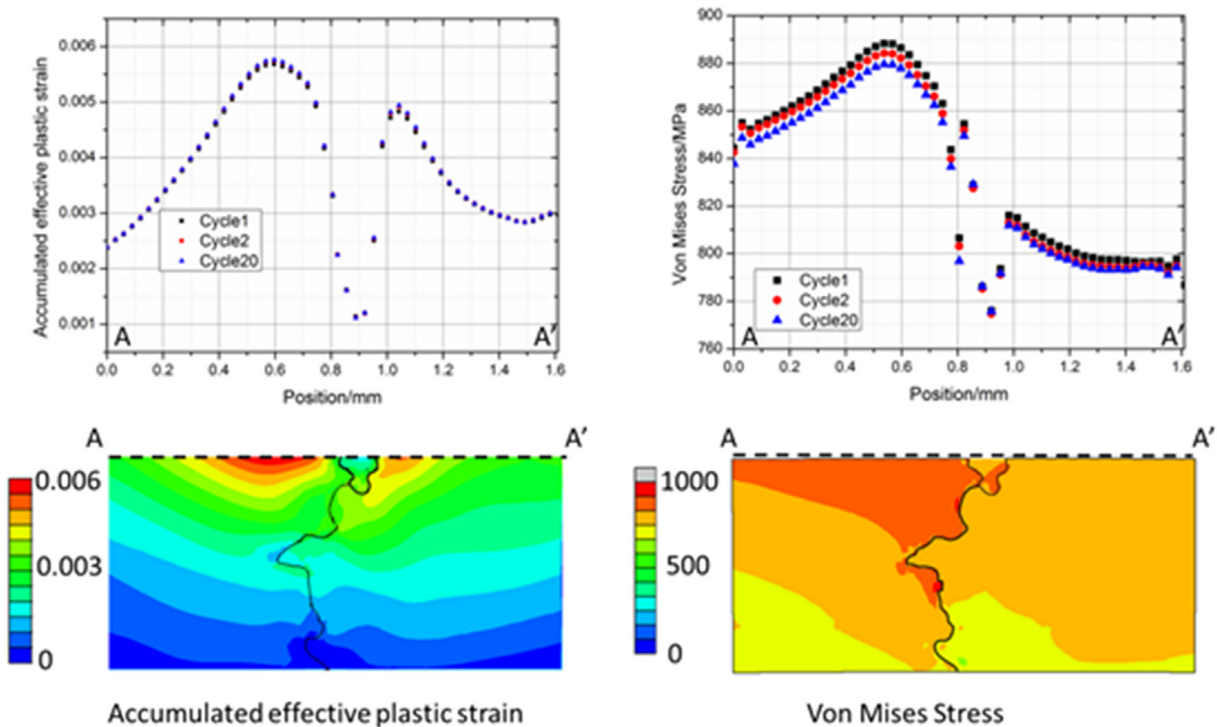 0.006
0.005
0.004
0.003
0.002
0.001
Accumulated effective plastic strain
Cycle1
Cycle2
Cycle20
A
A'
0.0 0.2 0.4 0.6 0.8 1.0 1.2 1.4 1.6
Position/mm
900
880
860
840
820
800
780
760
Von Mises Stress/MPa
Cycle1
Cycle2
Cycle20
A
A'
0.0 0.2 0.4 0.6 0.8 1.0 1.2 1.4 1.6
Position/mm
A
A'
0.006
0.003
0
Accumulated effective plastic strain
A
A'
1000
500
0
Von Mises Stress